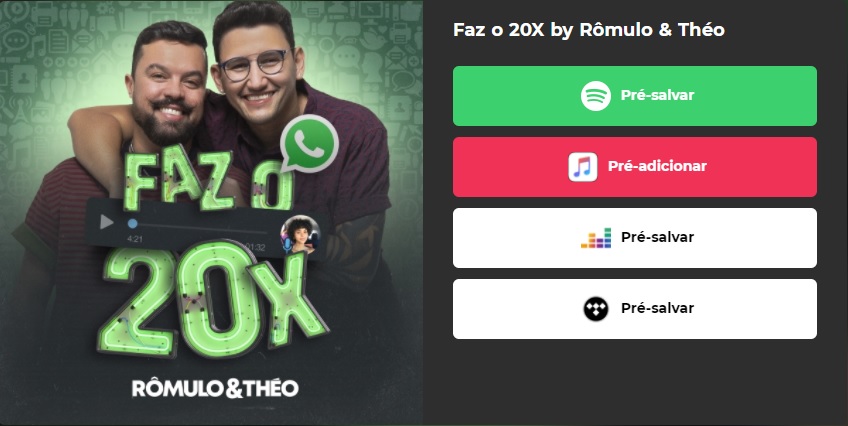 FAZ O
4:21
01:32
20X
RÔMULO&THÉO
Faz o 20X by Rômulo & Théo
Pré-salvar
Pré-adicionar
Pré-salvar
Pré-salvar